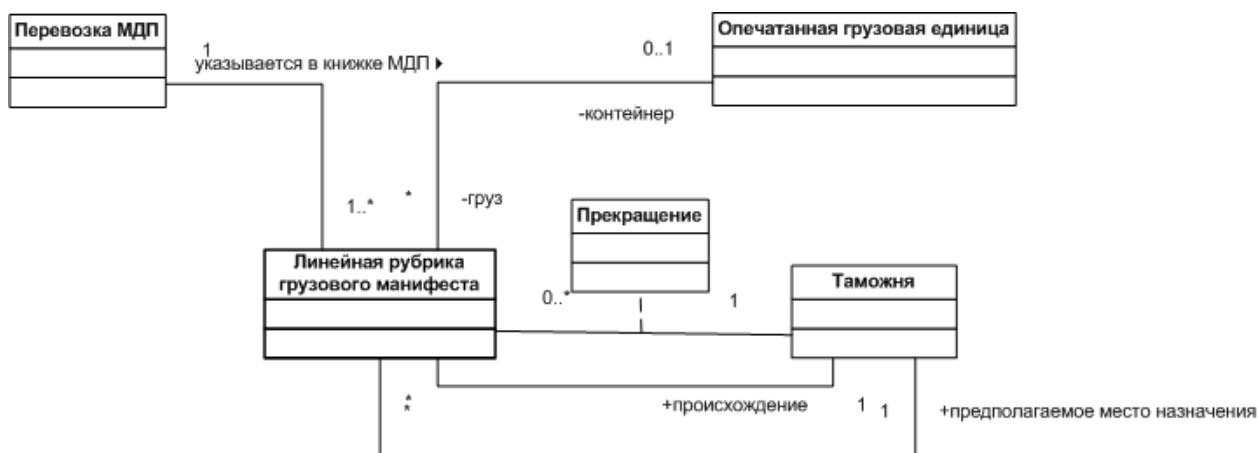 Перевозка МДП
Опечатанная грузовая единица
1
0..1
указывается в книжке МДП
-контейнер
1..*
*
-груз
Прекращение
Линейная рубрика
грузового манифеста
Таможня
0..*
1
*
*
+происхождение
1
1
+предполагаемое место назначения